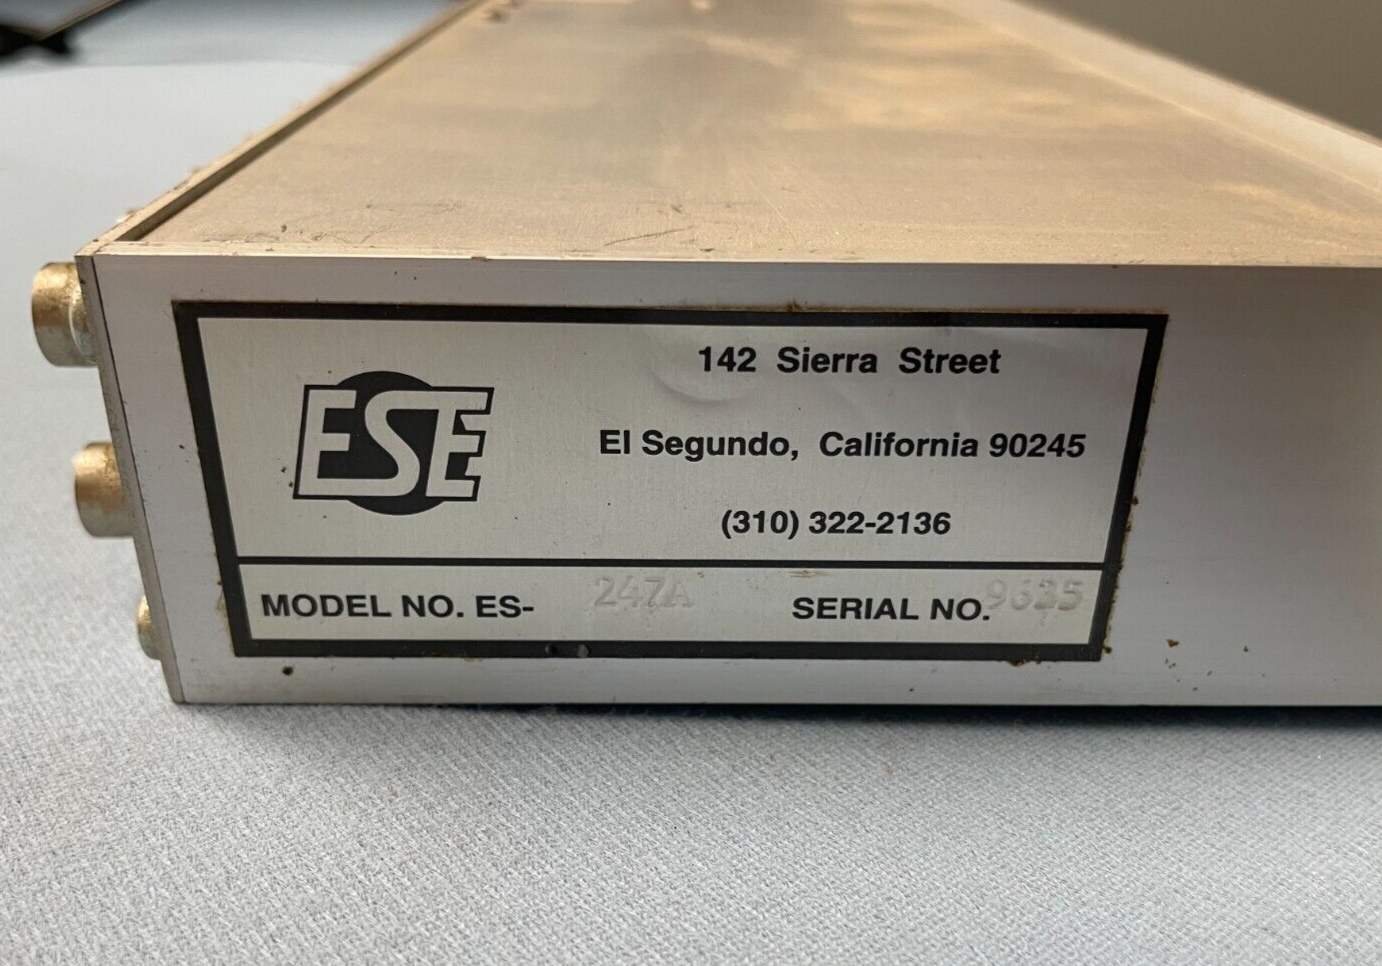 ESE
142 Sierra Street
El Segundo, California 90245
(310) 322-2136
MODEL NO. ES- 247A
SERIAL NO. 9635